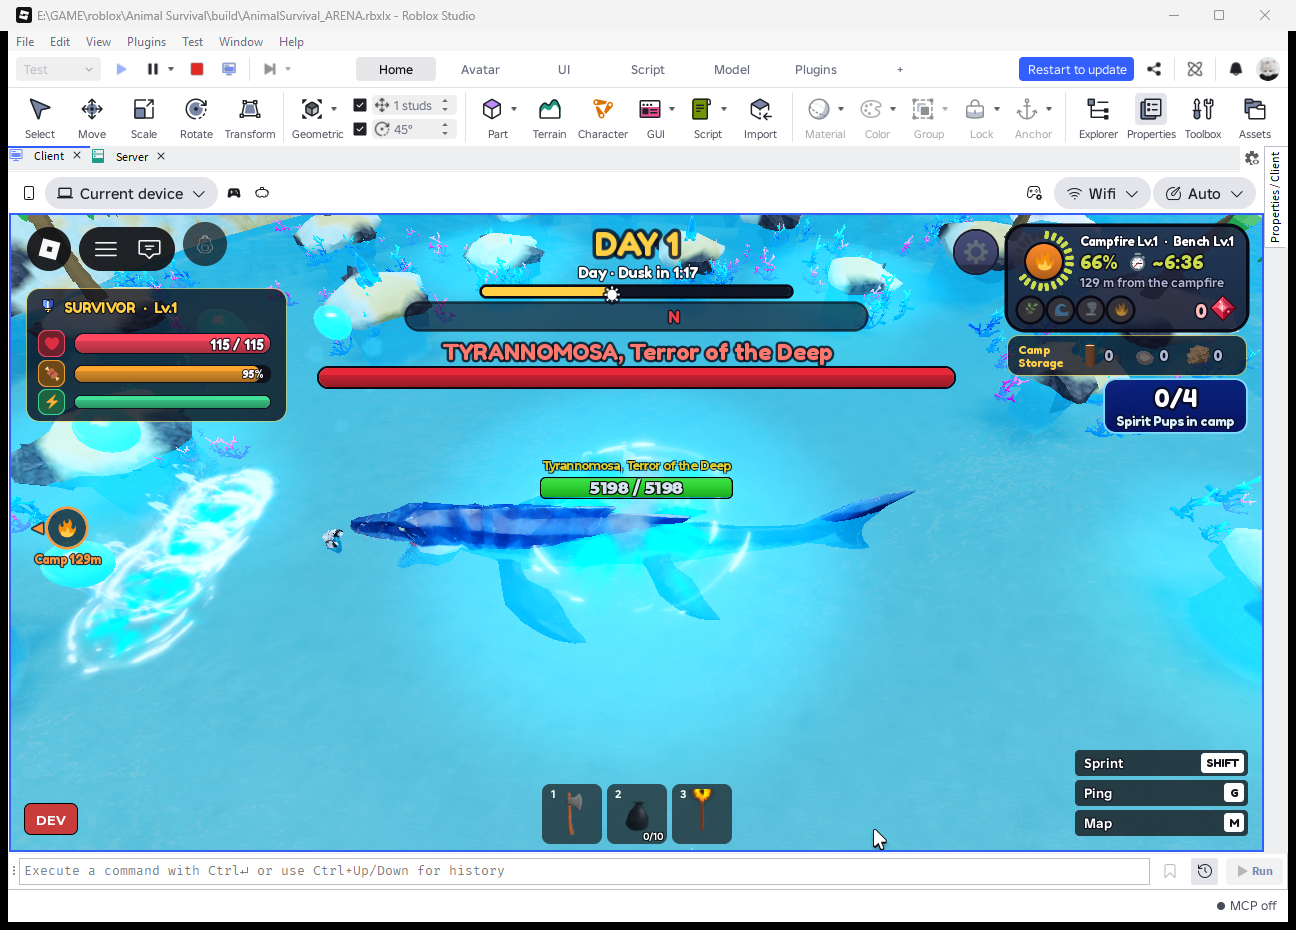 E:\GAME\roblox\Animal Survival\build\AnimalSurvival_ARENA.rbxlx - Roblox Studio
File Edit View Plugins Test Window Help
Test
Home Avatar UI Script Model Plugins +
Restart to update
Select Move Scale Rotate Transform Geometric
1 studs
45°
Part Terrain Character GUI Script Import Material Color Group Lock Anchor Explorer Properties Toolbox Assets
Client Server
Current device
Wifi
Auto
Properties / Client
DAY 1
Day · Dusk in 1:17
N
TYRANNOMOSA, Terror of the Deep
SURVIVOR · Lv.1
115 / 115
95%
Campfire Lv.1 · Bench Lv.1
66% ~6:36
129 m from the campfire
0
Camp Storage
0 0 0
0/4
Spirit Pups in camp
Tyrannomosa, Terror of the Deep
5198 / 5198
Camp 129m
Sprint SHIFT
Ping G
Map M
1 2 3
0/10
DEV
Execute a command with Ctrl+↵ or use Ctrl+Up/Down for history
Run
MCP off